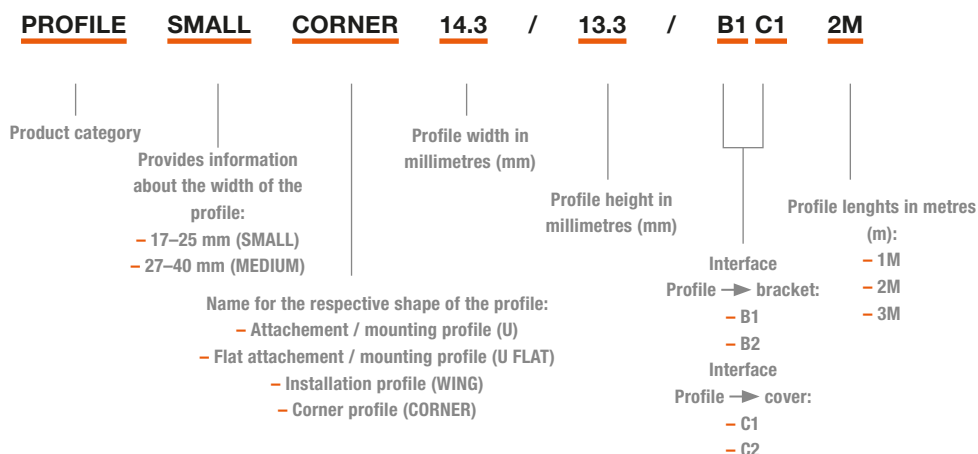 PROFILE SMALL CORNER 14.3 / 13.3 / B1 C1 2M
Product category
Provides information
about the width of the
profile:
– 17–25 mm (SMALL)
– 27–40 mm (MEDIUM)
Name for the respective shape of the profile:
– Attachement / mounting profile (U)
– Flat attachement / mounting profile (U FLAT)
– Installation profile (WING)
– Corner profile (CORNER)
Profile width in
millimetres (mm)
Profile height in
millimetres (mm)
Interface
Profile → bracket:
– B1
– B2
Interface
Profile → cover:
– C1
– C2
Profile lenghts in metres
(m):
– 1M
– 2M
– 3M